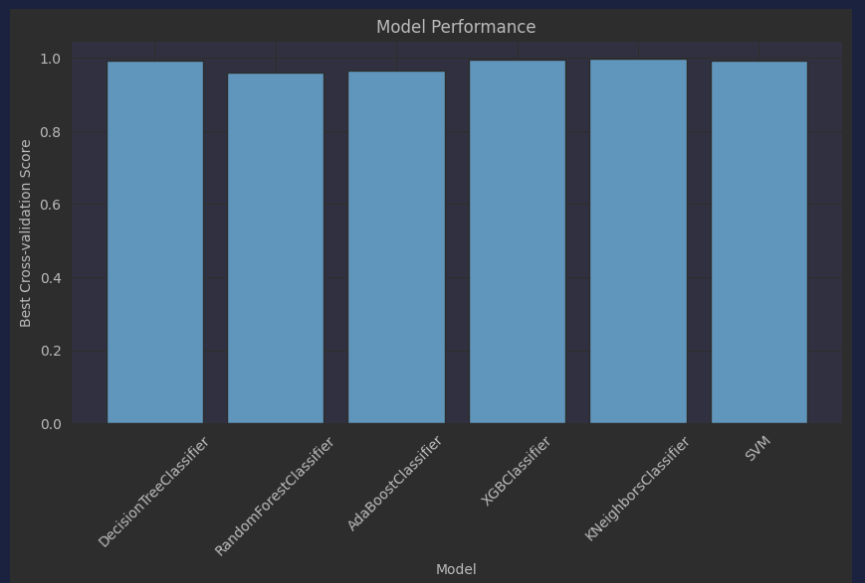 Model Performance
Best Cross-validation Score
1.0
0.8
0.6
0.4
0.2
0.0
DecisionTreeClassifier
RandomForestClassifier
AdaBoostClassifier
XGBClassifier
KNeighborsClassifier
SVM
Model